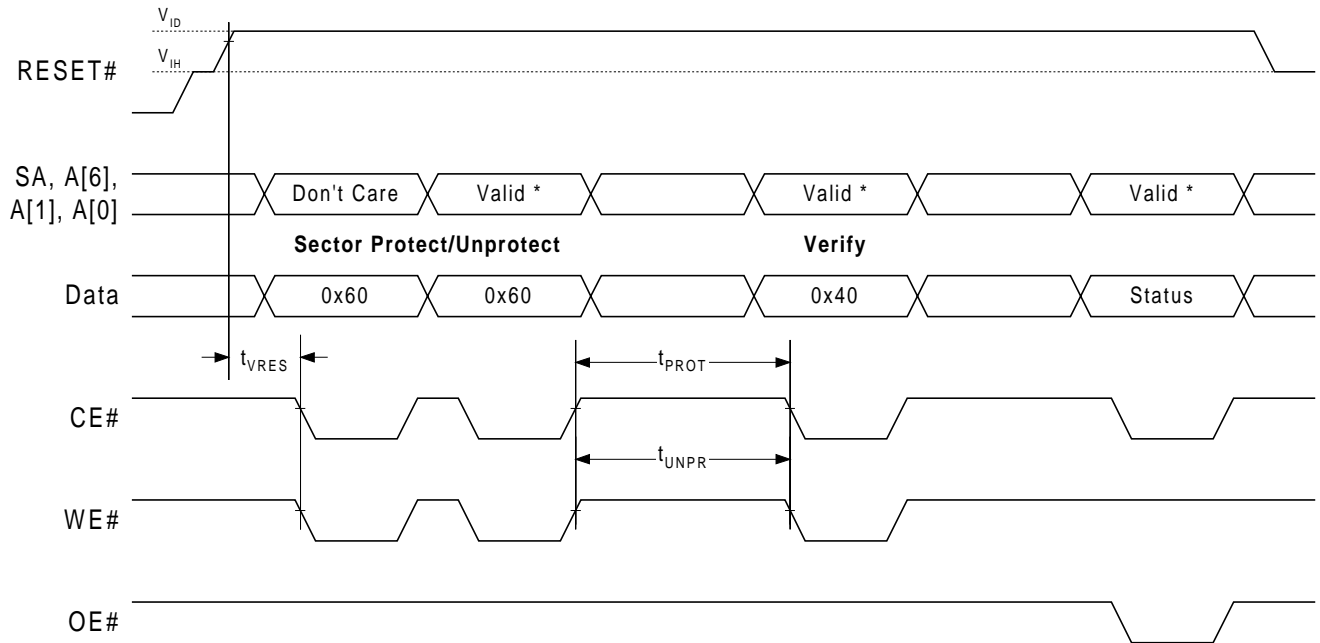 V_ID
V_IH
RESET#
SA, A[6],
A[1], A[0]
Don't Care
Valid *
Valid *
Valid *
Sector Protect/Unprotect
Verify
Data
0x60
0x60
0x40
Status
t_VRES
t_PROT
CE#
t_UNPR
WE#
OE#